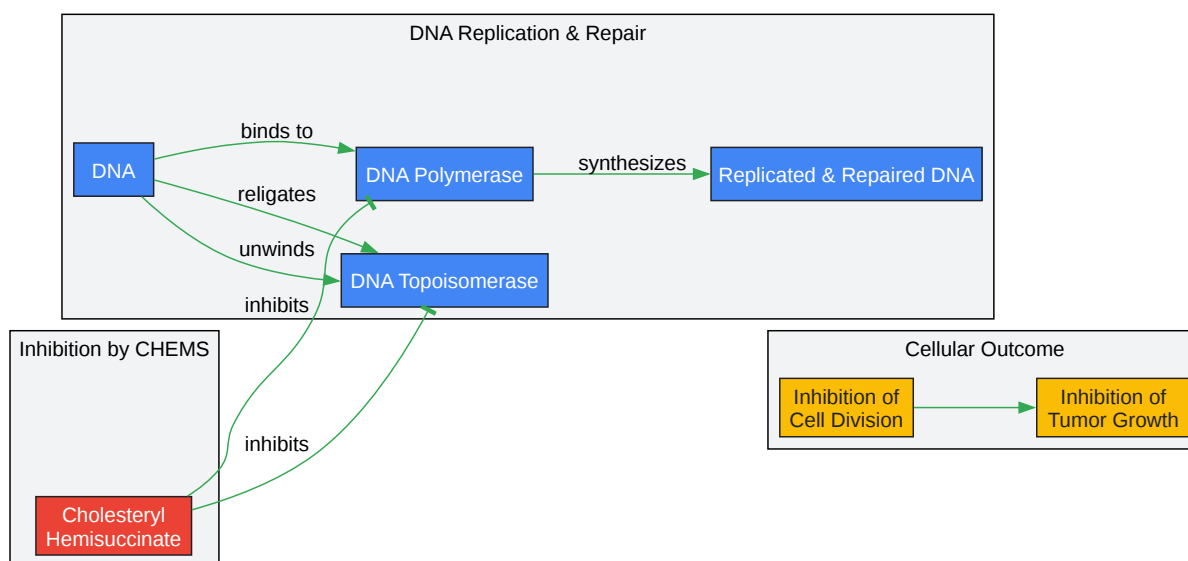 DNA Replication & Repair
binds to
DNA
DNA Polymerase
synthesizes
Replicated & Repaired DNA
religates
unwinds
DNA Topoisomerase
inhibits
Inhibition by CHEMS
Cellular Outcome
Inhibition of
Cell Division
Inhibition of
Tumor Growth
inhibits
Cholesteryl
Hemisuccinate